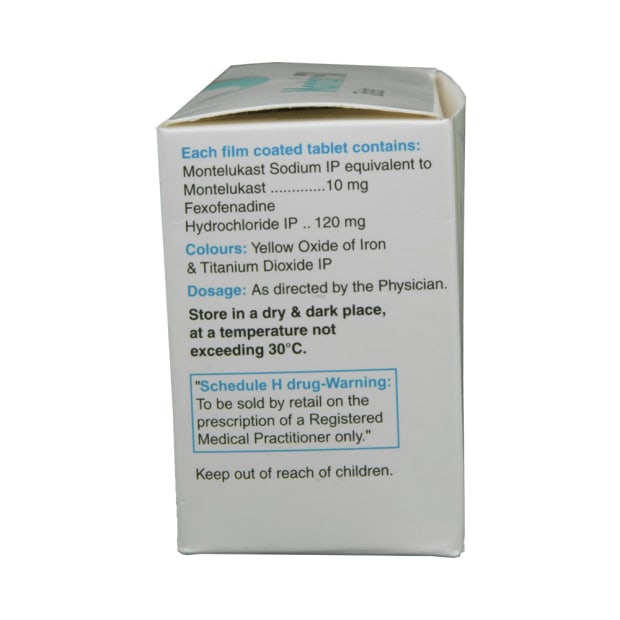 Each film coated tablet contains:
Montelukast Sodium IP equivalent to
Montelukast .............10 mg
Fexofenadine
Hydrochloride IP .. 120 mg
Colours: Yellow Oxide of Iron
& Titanium Dioxide IP
Dosage: As directed by the Physician.
Store in a dry & dark place,
at a temperature not
exceeding 30°C.
"Schedule H drug-Warning:
To be sold by retail on the
prescription of a Registered
Medical Practitioner only."
Keep out of reach of children.